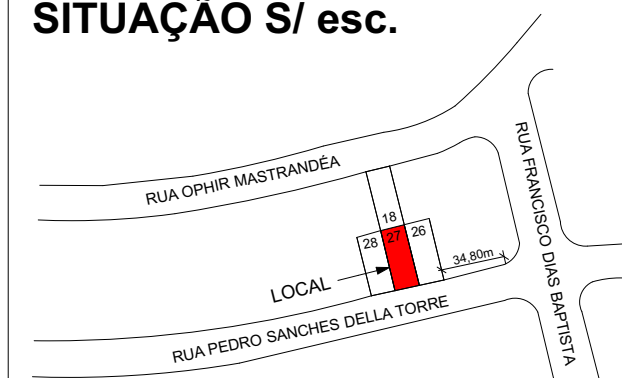 SITUAÇÃO S/ esc.
RUA OPHIR MASTRANDÉA
RUA FRANCISCO DIAS BAPTISTA
18
28
27
26
34,80m
LOCAL
RUA PEDRO SANCHES DELLA TORRE